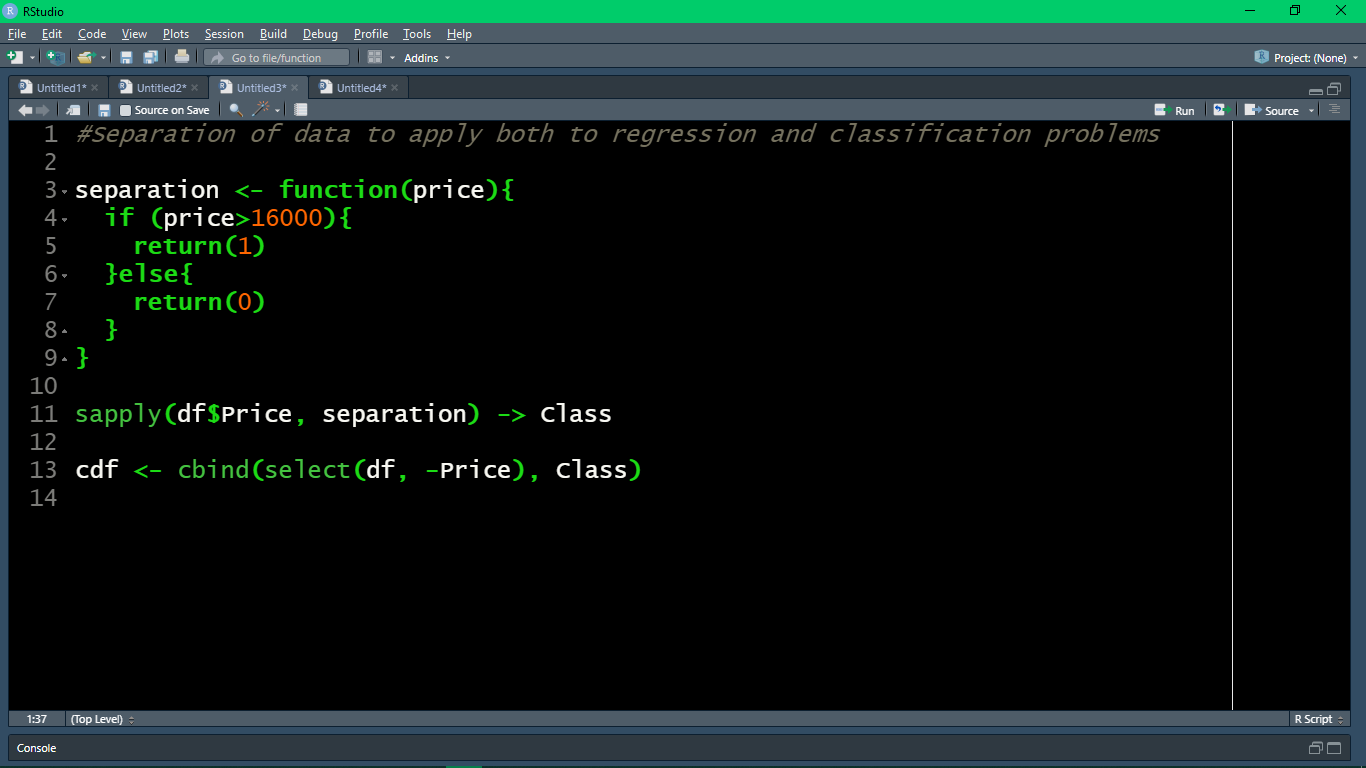 RStudio
File Edit Code View Plots Session Build Debug Profile Tools Help
Go to file/function Addins Project: (None)
Untitled1* Untitled2* Untitled3* Untitled4*
Source on Save Run Source
1 #Separation of data to apply both to regression and classification problems
2
3 separation <- function(price){
4   if (price>16000){
5     return(1)
6   }else{
7     return(0)
8   }
9 }
10
11 sapply(df$Price, separation) -> Class
12
13 cdf <- cbind(select(df, -Price), Class)
14
1:37 (Top Level) R Script
Console